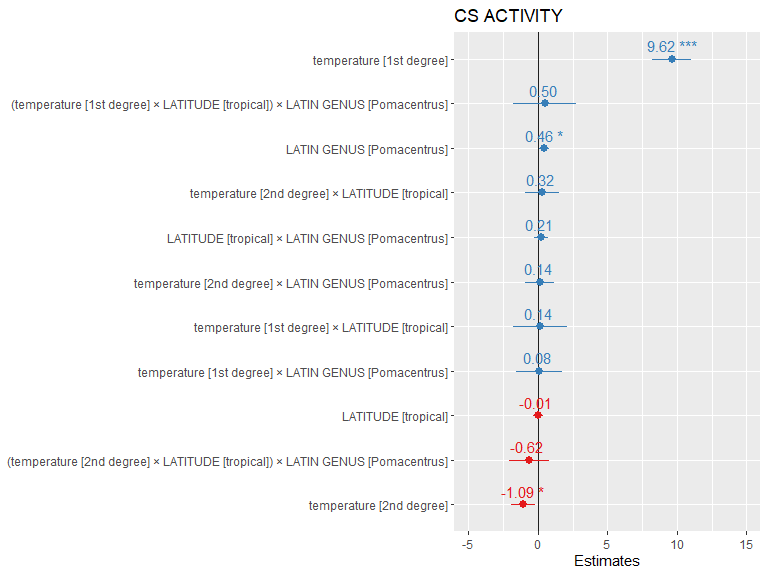 CS ACTIVITY
temperature [1st degree]
9.62 ***
(temperature [1st degree] × LATITUDE [tropical]) × LATIN GENUS [Pomacentrus]
0.50
LATIN GENUS [Pomacentrus]
0.46 *
temperature [2nd degree] × LATITUDE [tropical]
0.32
LATITUDE [tropical] × LATIN GENUS [Pomacentrus]
0.21
temperature [2nd degree] × LATIN GENUS [Pomacentrus]
0.14
temperature [1st degree] × LATITUDE [tropical]
0.14
temperature [1st degree] × LATIN GENUS [Pomacentrus]
0.08
LATITUDE [tropical]
-0.01
(temperature [2nd degree] × LATITUDE [tropical]) × LATIN GENUS [Pomacentrus]
-0.62
temperature [2nd degree]
-1.09 *
-5 0 5 10 15
Estimates